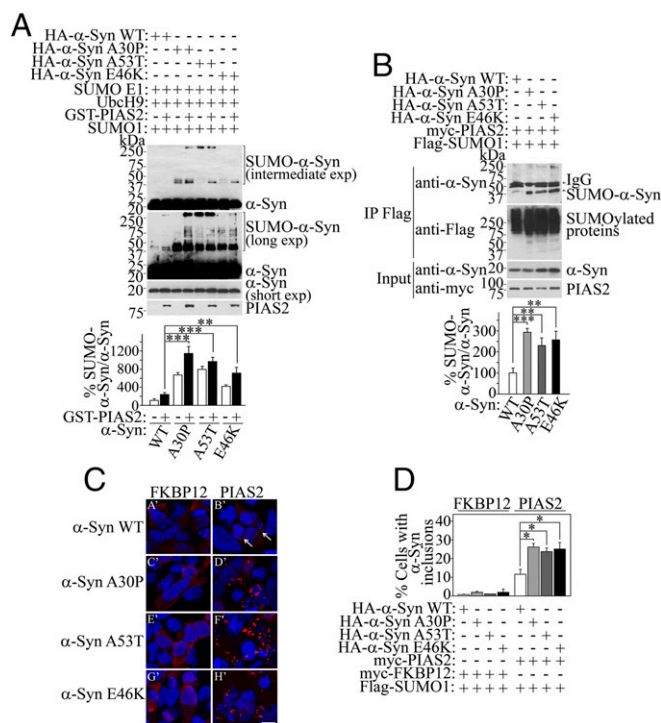 A
HA-α-Syn WT:++
HA-α-Syn A30P: ++
HA-α-Syn A53T: ++
HA-α-Syn E46K: ++
SUMO E1:++++++++
UbcH9:++++++++
GST-PIAS2:-+-+-+-+
SUMO1:++++++++
kDa
250
75
50
37
25
20
15
SUMO-α-Syn
(intermediate exp)
α-Syn
250
75
50
37
25
20
SUMO-α-Syn
(long exp)
α-Syn
20
15
α-Syn
(short exp)
75
PIAS2
% SUMO-
α-Syn/α-Syn
1200
800
400
0
***
***
**
GST-PIAS2: - + - + - + - +
α-Syn: WT A30P A53T E46K
B
HA-α-Syn WT:+
HA-α-Syn A30P: +
HA-α-Syn A53T: +
HA-α-Syn E46K: +
myc-PIAS2:++++
Flag-SUMO1:++++
kDa
IP Flag
anti-α-Syn
250
75
50
37
IgG
SUMO-α-Syn
anti-Flag
250
75
50
37
25
20
SUMOylated
proteins
Input
anti-α-Syn
20
15
α-Syn
anti-myc
100
75
PIAS2
% SUMO-
α-Syn/α-Syn
300
200
100
0
**
**
***
α-Syn: WT A30P A53T E46K
C
FKBP12 PIAS2
α-Syn WT A' B'
α-Syn A30P C' D'
α-Syn A53T E' F'
α-Syn E46K G' H'
D
FKBP12 PIAS2
% Cells with
α-Syn
inclusions
40
30
20
10
0
*
*
*
HA-α-Syn WT:+ +
HA-α-Syn A30P: + +
HA-α-Syn A53T: + +
HA-α-Syn E46K: + +
myc-PIAS2: ++++
myc-FKBP12:++++
Flag-SUMO1:++++++++